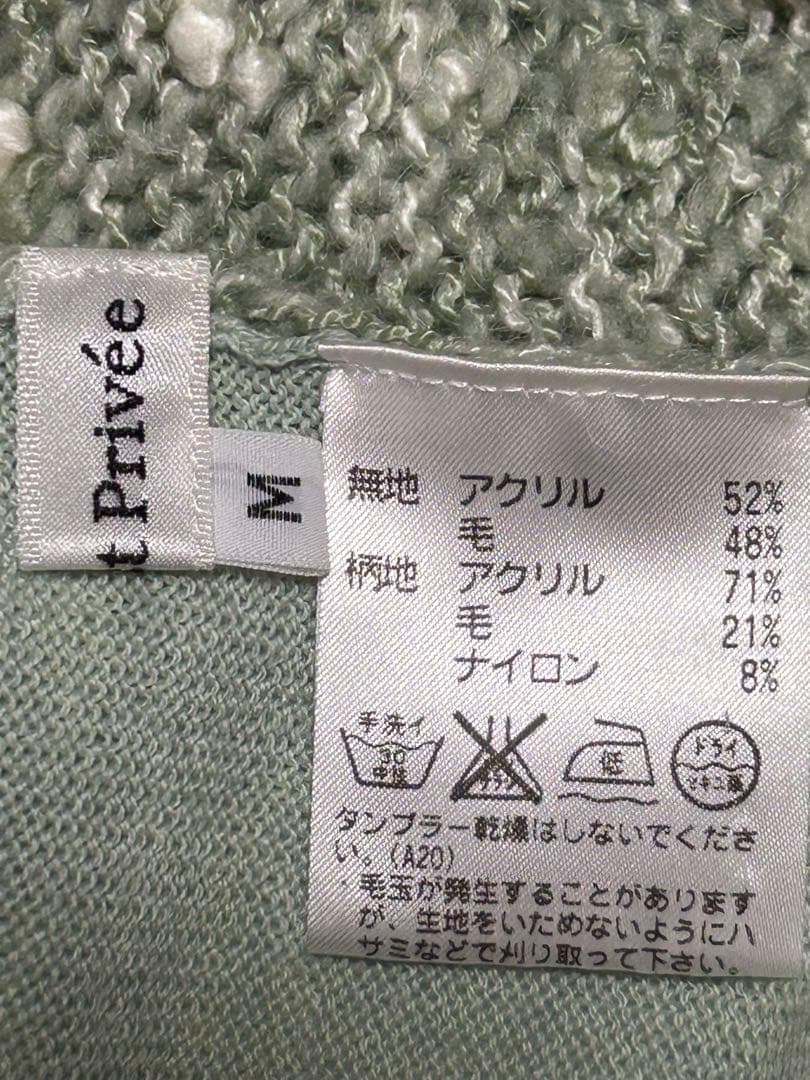 t Privée
M
無地 アクリル 52%
毛 48%
柄地 アクリル 71%
毛 21%
ナイロン 8%
手洗イ
30
中性
低
ドライ
タンブラー乾燥はしないでくださ
い。(A20)
・毛玉が発生することがあります
が、生地をいためないようにハ
サミなどで刈り取って下さい。